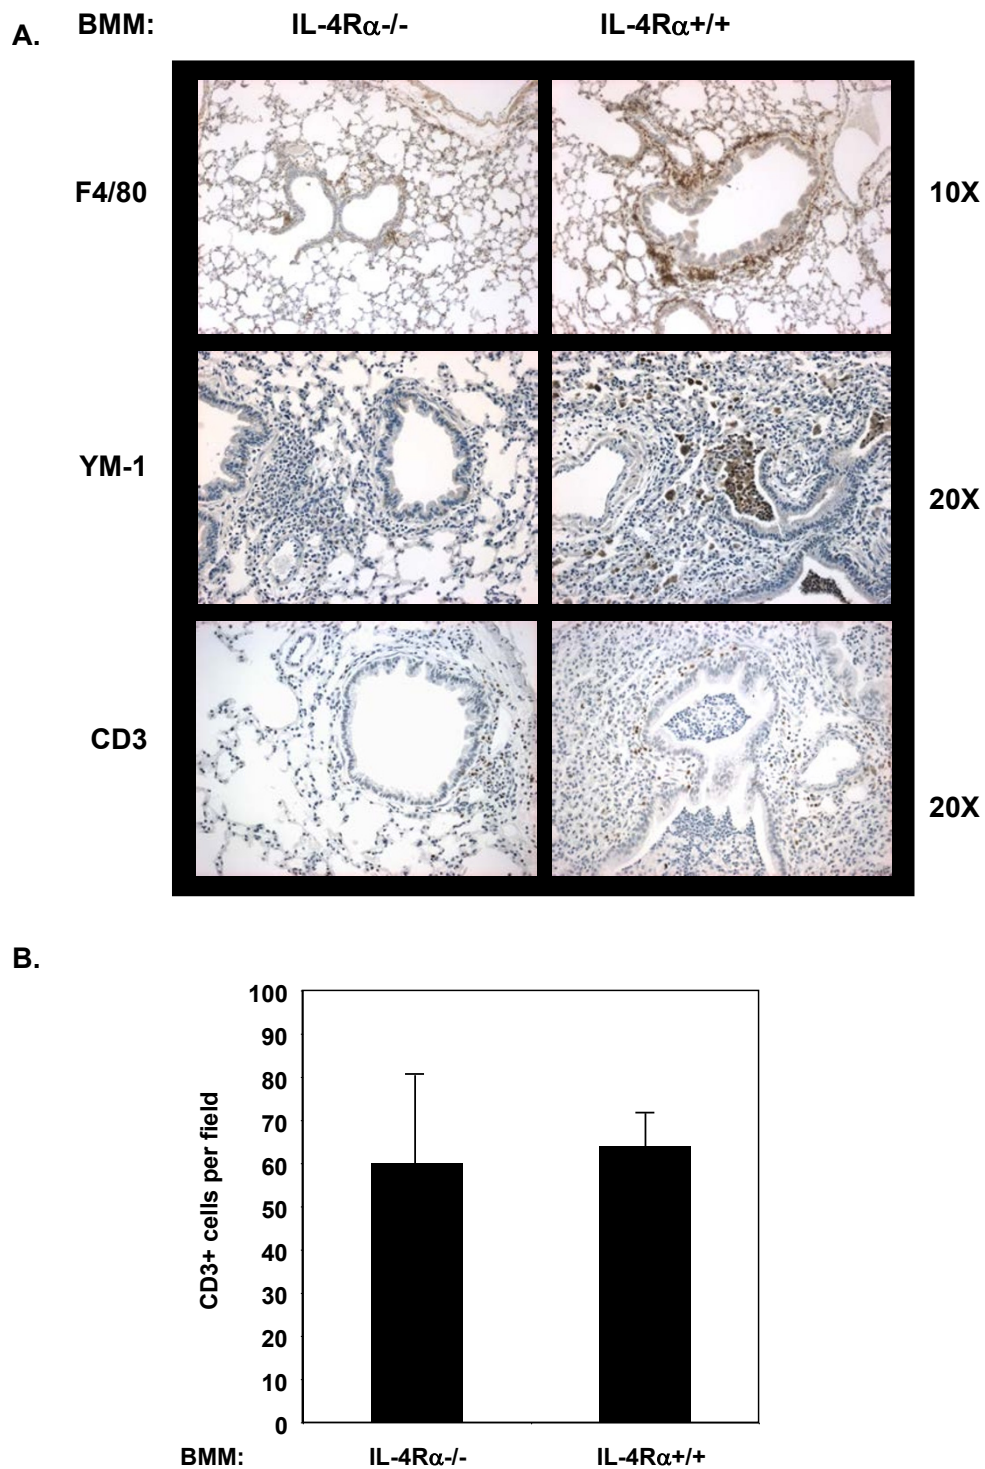 A.
BMM: IL-4Rα-/- IL-4Rα+/+
F4/80 10X
YM-1 20X
CD3 20X
B.
CD3+ cells per field
100
90
80
70
60
50
40
30
20
10
0
BMM: IL-4Rα-/- IL-4Rα+/+